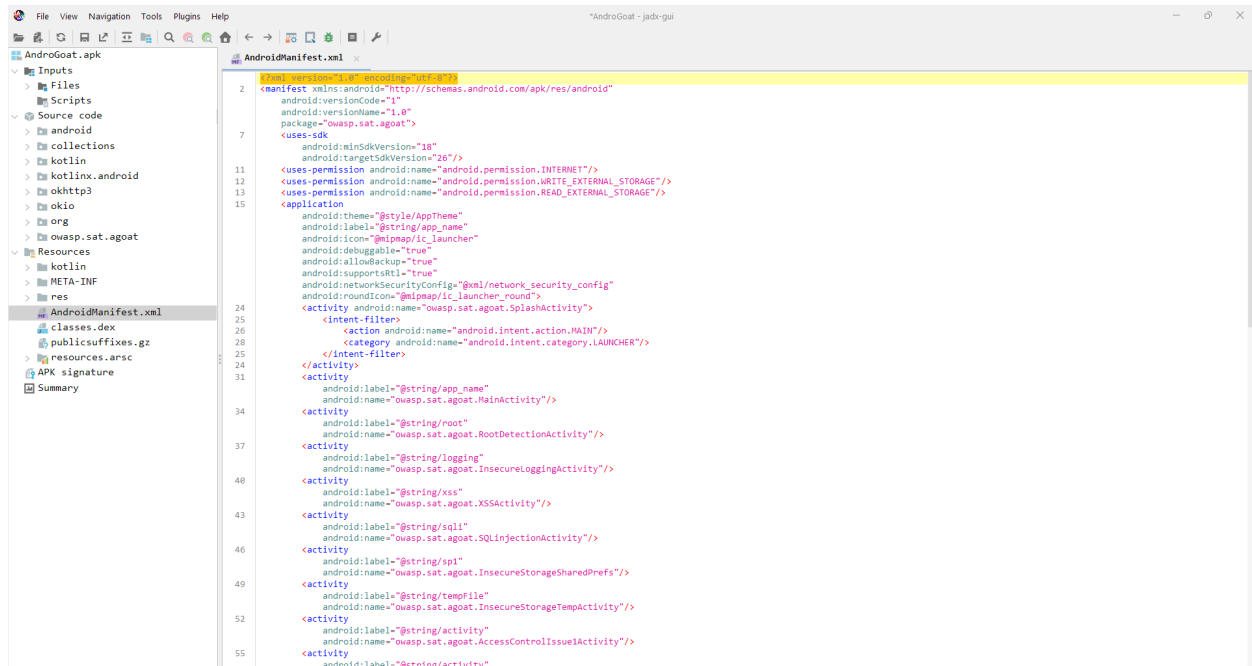 File View Navigation Tools Plugins Help
*AndroGoat - jadx-gui
AndroGoat.apk
Inputs
Files
Scripts
Source code
android
collections
kotlin
kotlinx.android
okhttp3
okio
org
owasp.sat.agoat
Resources
kotlin
META-INF
res
AndroidManifest.xml
classes.dex
publicsuffixes.gz
resources.arsc
APK signature
Summary
AndroidManifest.xml
<?xml version="1.0" encoding="utf-8"?>
2 <manifest xmlns:android="http://schemas.android.com/apk/res/android"
android:versionCode="1"
android:versionName="1.0"
package="owasp.sat.agoat">
7 <uses-sdk
android:minSdkVersion="18"
android:targetSdkVersion="26"/>
11 <uses-permission android:name="android.permission.INTERNET"/>
12 <uses-permission android:name="android.permission.WRITE_EXTERNAL_STORAGE"/>
13 <uses-permission android:name="android.permission.READ_EXTERNAL_STORAGE"/>
15 <application
android:theme="@style/AppTheme"
android:label="@string/app_name"
android:icon="@mipmap/ic_launcher"
android:debuggable="true"
android:allowBackup="true"
android:supportsRtl="true"
android:networkSecurityConfig="@xml/network_security_config"
android:roundIcon="@mipmap/ic_launcher_round">
24 <activity android:name="owasp.sat.agoat.SplashActivity">
25 <intent-filter>
26 <action android:name="android.intent.action.MAIN"/>
28 <category android:name="android.intent.category.LAUNCHER"/>
25 </intent-filter>
24 </activity>
31 <activity
android:label="@string/app_name"
android:name="owasp.sat.agoat.MainActivity"/>
34 <activity
android:label="@string/root"
android:name="owasp.sat.agoat.RootDetectionActivity"/>
37 <activity
android:label="@string/logging"
android:name="owasp.sat.agoat.InsecureLoggingActivity"/>
40 <activity
android:label="@string/xss"
android:name="owasp.sat.agoat.XSSActivity"/>
43 <activity
android:label="@string/sqli"
android:name="owasp.sat.agoat.SQLinjectionActivity"/>
46 <activity
android:label="@string/sp1"
android:name="owasp.sat.agoat.InsecureStorageSharedPrefs"/>
49 <activity
android:label="@string/tempFile"
android:name="owasp.sat.agoat.InsecureStorageTempActivity"/>
52 <activity
android:label="@string/activity"
android:name="owasp.sat.agoat.AccessControlIssue1Activity"/>
55 <activity
android:label="@string/activity"